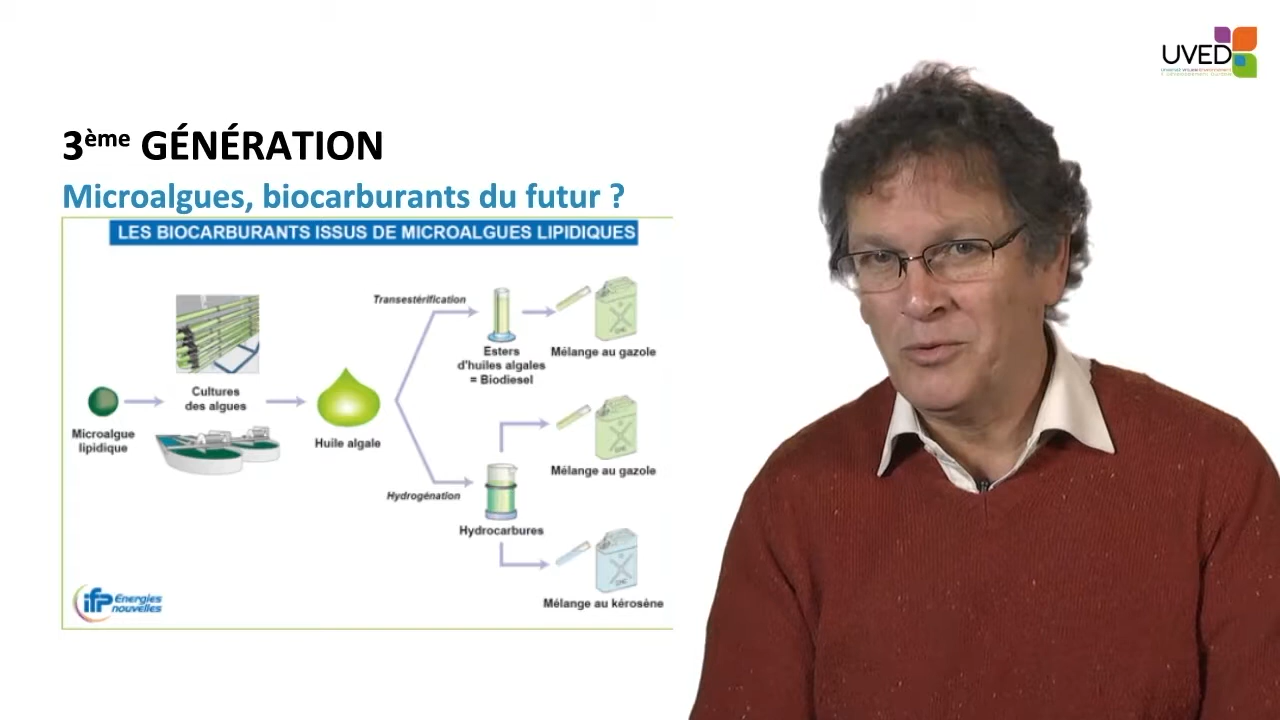 UVED
3ème GÉNÉRATION
Microalgues, biocarburants du futur ?
LES BIOCARBURANTS ISSUS DE MICROALGUES LIPIDIQUES
Microalgue
lipidique
Cultures
des algues
Huile algale
Transestérification
Esters
d'huiles algales
= Biodiesel
Mélange au gazole
Hydrogénation
Hydrocarbures
Mélange au gazole
Mélange au kérosène
ifp Energies
nouvelles